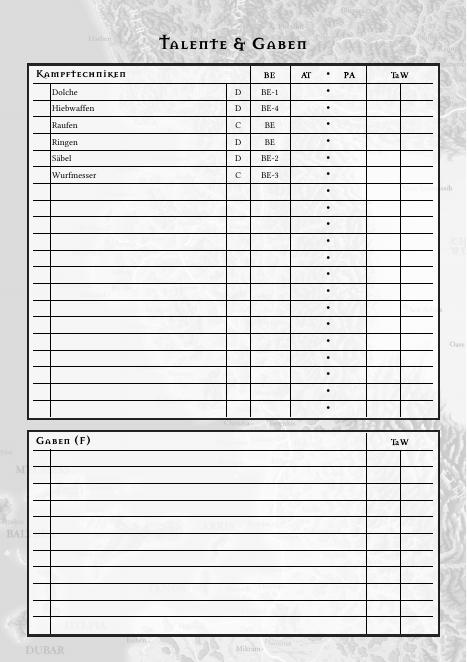 Talente & Gaben
Kampftechniken BE AT • PA TaW
Dolche D BE-1 •
Hiebwaffen D BE-4 •
Raufen C BE •
Ringen D BE •
Säbel D BE-2 •
Wurfmesser C BE-3 •
•
•
•
•
•
•
•
•
•
•
•
•
•
•
Gaben (F) TaW
DUBAR